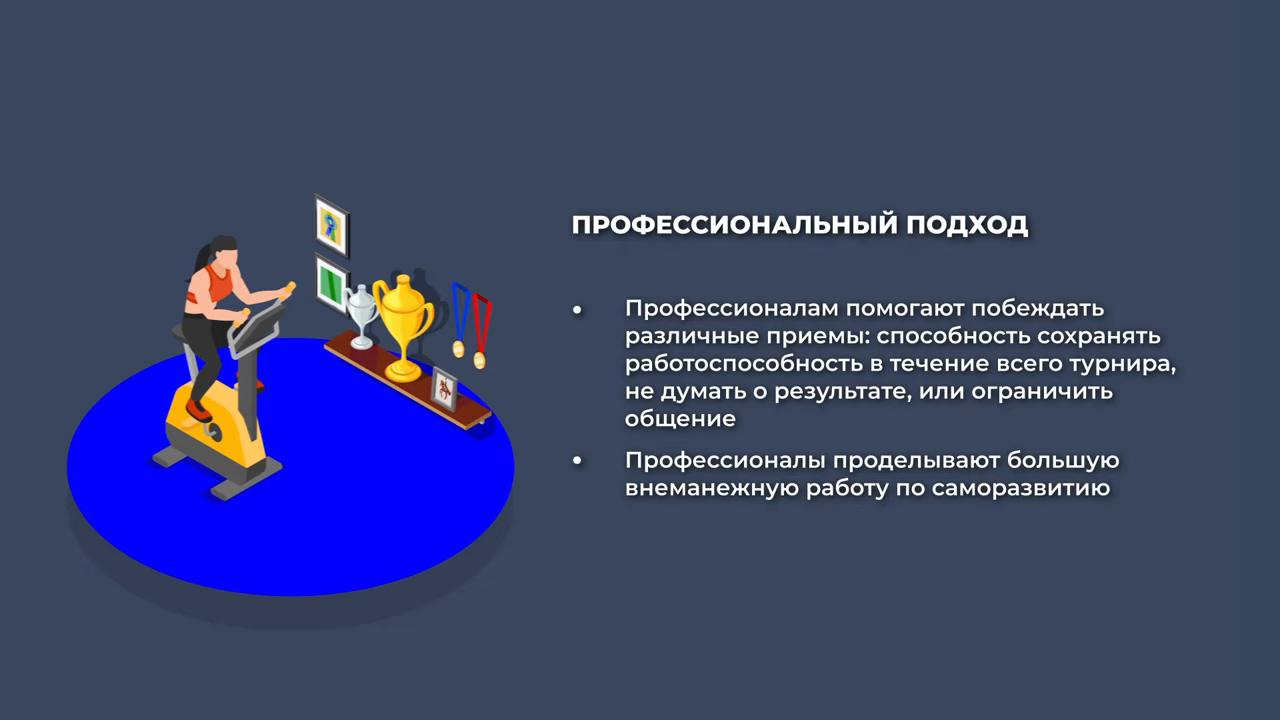 ПРОФЕССИОНАЛЬНЫЙ ПОДХОД
• Профессионалам помогают побеждать
различные приемы: способность сохранять
работоспособность в течение всего турнира,
не думать о результате, или ограничить
общение
• Профессионалы проделывают большую
внеманежную работу по саморазвитию